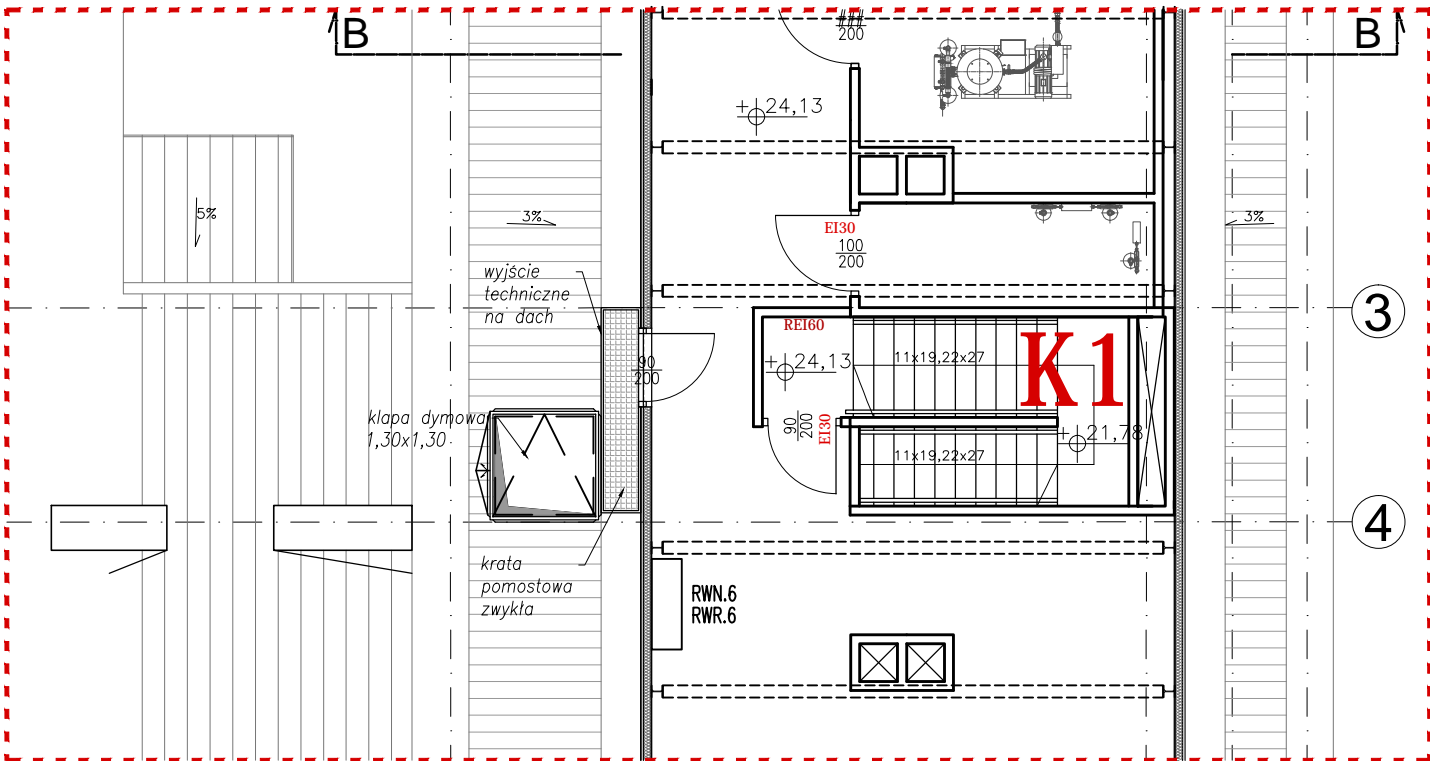 B
B
###
200
+24,13
5%
3%
3%
EI30
100
200
wyjście
techniczne
na dach
3
REI60
K1
90
200
+24,13
11x19,22x27
klapa dymowa
1,30x1,30
90
200
EI30
+21,78
11x19,22x27
4
krata
pomostowa
zwykła
RWN.6
RWR.6